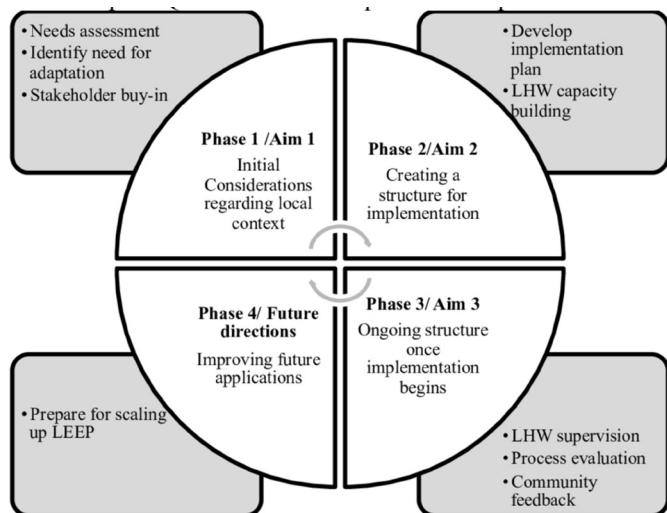 • Needs assessment
• Identify need for
adaptation
• Stakeholder buy-in
• Develop
implementation
plan
• LHW capacity
building
Phase 1 /Aim 1
Initial
Considerations
regarding local
context
Phase 2/Aim 2
Creating a
structure for
implementation
Phase 4/ Future
directions
Improving future
applications
Phase 3/ Aim 3
Ongoing structure
once
implementation
begins
• Prepare for scaling
up LEEP
• LHW supervision
• Process evaluation
• Community
feedback